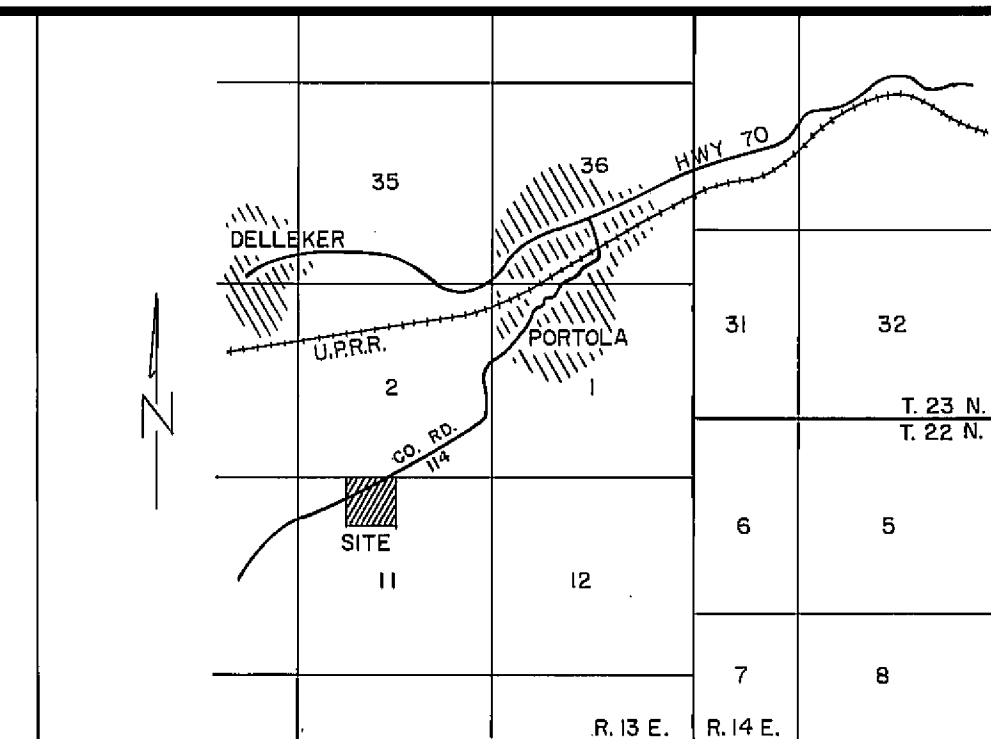 HWY 70
36
35
DELLEKER
31
32
PORTOLA
U.P.R.R.
2
1
T. 23 N.
T. 22 N.
N
CO. RD.
114
6
5
SITE
11
12
7
8
R. 13 E.
R. 14 E.